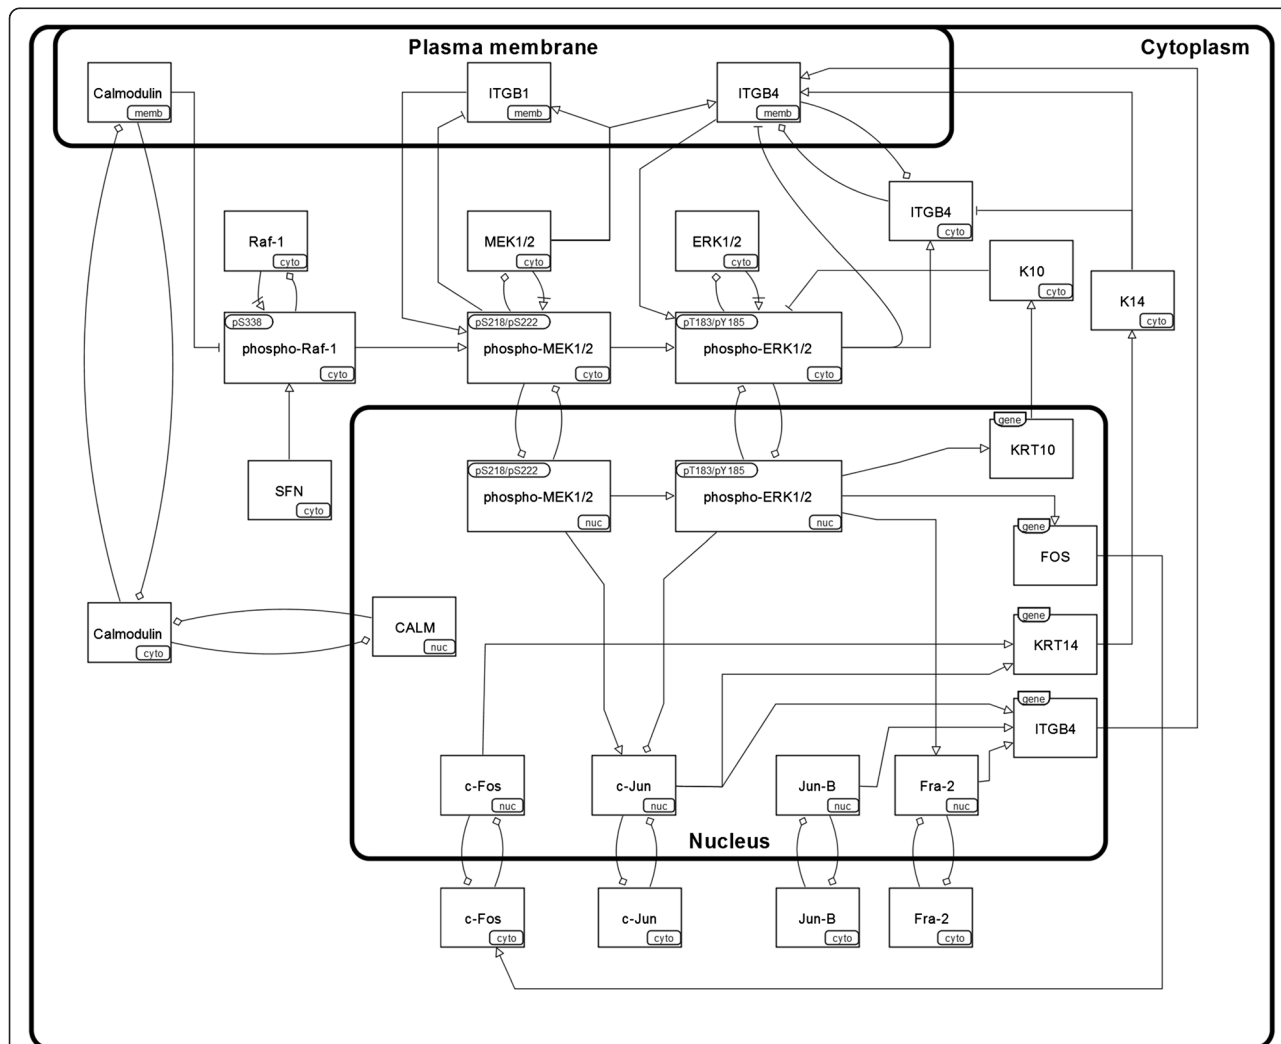 Plasma membrane
Cytoplasm
Calmodulin
memb
ITGB1
memb
ITGB4
memb
ITGB4
cyto
Raf-1
cyto
MEK1/2
cyto
ERK1/2
cyto
K10
cyto
K14
cyto
pS338
phospho-Raf-1
cyto
pS218/pS222
phospho-MEK1/2
cyto
pT183/pY185
phospho-ERK1/2
cyto
gene
KRT10
SFN
cyto
pS218/pS222
phospho-MEK1/2
nuc
pT183/pY185
phospho-ERK1/2
nuc
gene
FOS
Calmodulin
cyto
CALM
nuc
gene
KRT14
gene
ITGB4
c-Fos
nuc
c-Jun
nuc
Jun-B
nuc
Fra-2
nuc
Nucleus
c-Fos
cyto
c-Jun
cyto
Jun-B
cyto
Fra-2
cyto